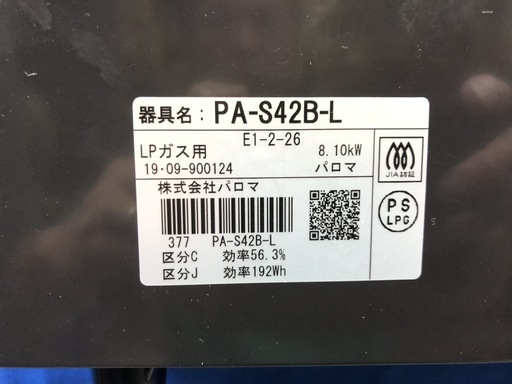 器具名： PA-S42B-L
E1-2-26
LPガス用 8.10kW
19・09-900124 パロマ
株式会社パロマ
377 PA-S42B-L
区分C 効率56.3%
区分J 効率192Wh
JIA認証
PS
LPG